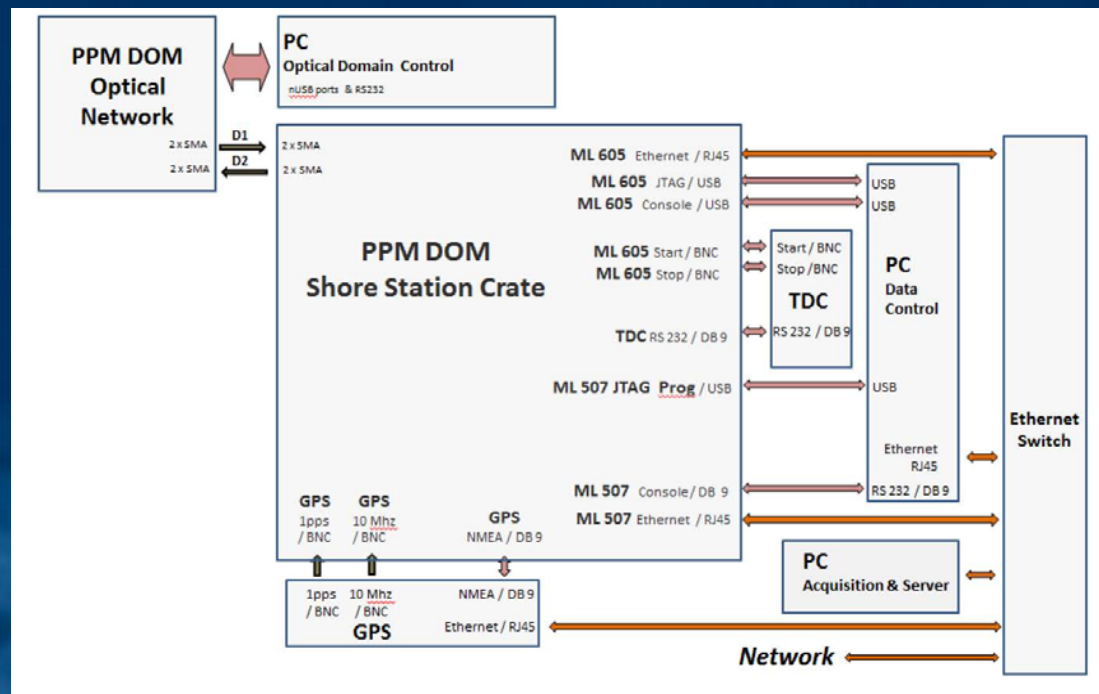 PPM DOM
Optical
Network
2 x SMA
2 x SMA
D1
D2
PC
Optical Domain Control
nUSB ports & RS232
2 x SMA
2 x SMA
PPM DOM
Shore Station Crate
ML 605 Ethernet / RJ45
ML 605 JTAG / USB
ML 605 Console / USB
ML 605 Start / BNC
ML 605 Stop / BNC
TDC RS 232 / DB 9
ML 507 JTAG Prog / USB
ML 507 Console / DB 9
ML 507 Ethernet / RJ45
GPS
1pps
/ BNC
GPS
10 Mhz
/ BNC
GPS
NMEA / DB 9
Start / BNC
Stop /BNC
TDC
RS 232 / DB 9
USB
USB
PC
Data
Control
USB
Ethernet
RJ45
RS 232 / DB 9
Ethernet
Switch
PC
Acquisition & Server
1pps
/ BNC
10 Mhz
/ BNC
GPS
NMEA / DB 9
Ethernet / RJ45
Network